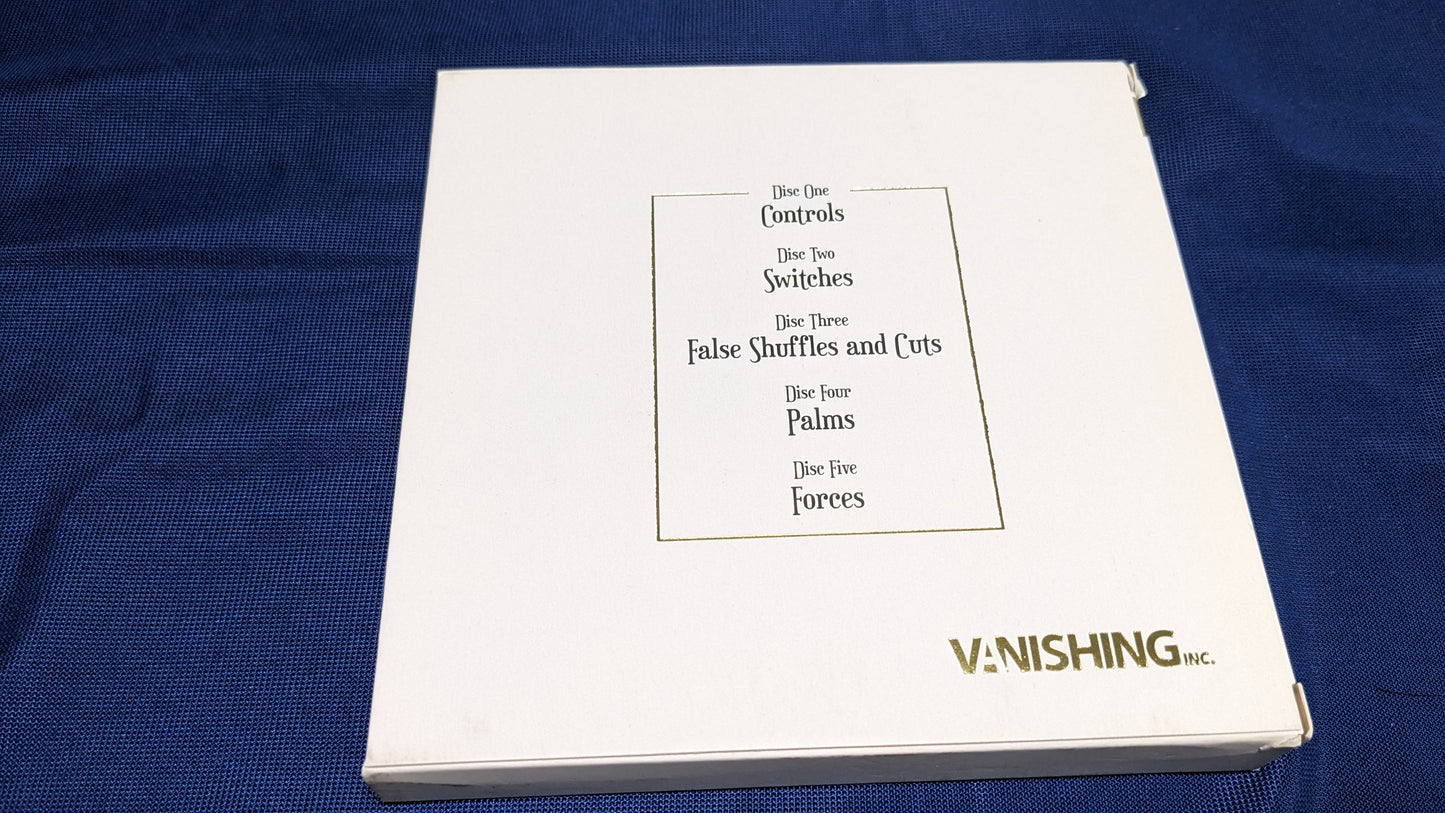 Disc One
Controls
Disc Two
Switches
Disc Three
False Shuffles and Cuts
Disc Four
Palms
Disc Five
Forces
VANISHING INC.